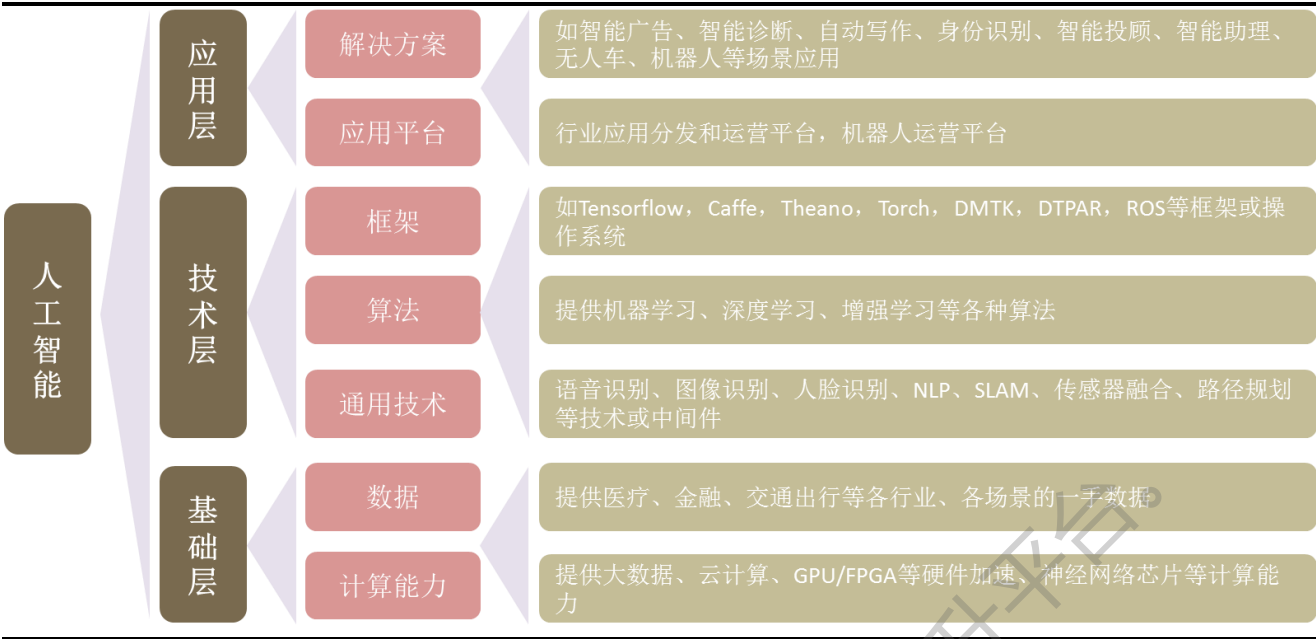 人工智能
应用层
解决方案
如智能广告、智能诊断、自动写作、身份识别、智能投顾、智能助理、
无人车、机器人等场景应用
应用平台
行业应用分发和运营平台，机器人运营平台
技术层
框架
如Tensorflow，Caffe，Theano，Torch，DMTK，DTPAR，ROS等框架或操
作系统
算法
提供机器学习、深度学习、增强学习等各种算法
通用技术
语音识别、图像识别、人脸识别、NLP、SLAM、传感器融合、路径规划
等技术或中间件
基础层
数据
提供医疗、金融、交通出行等各行业、各场景的一手数据
计算能力
提供大数据、云计算、GPU/FPGA等硬件加速、神经网络芯片等计算能
力
升平台。